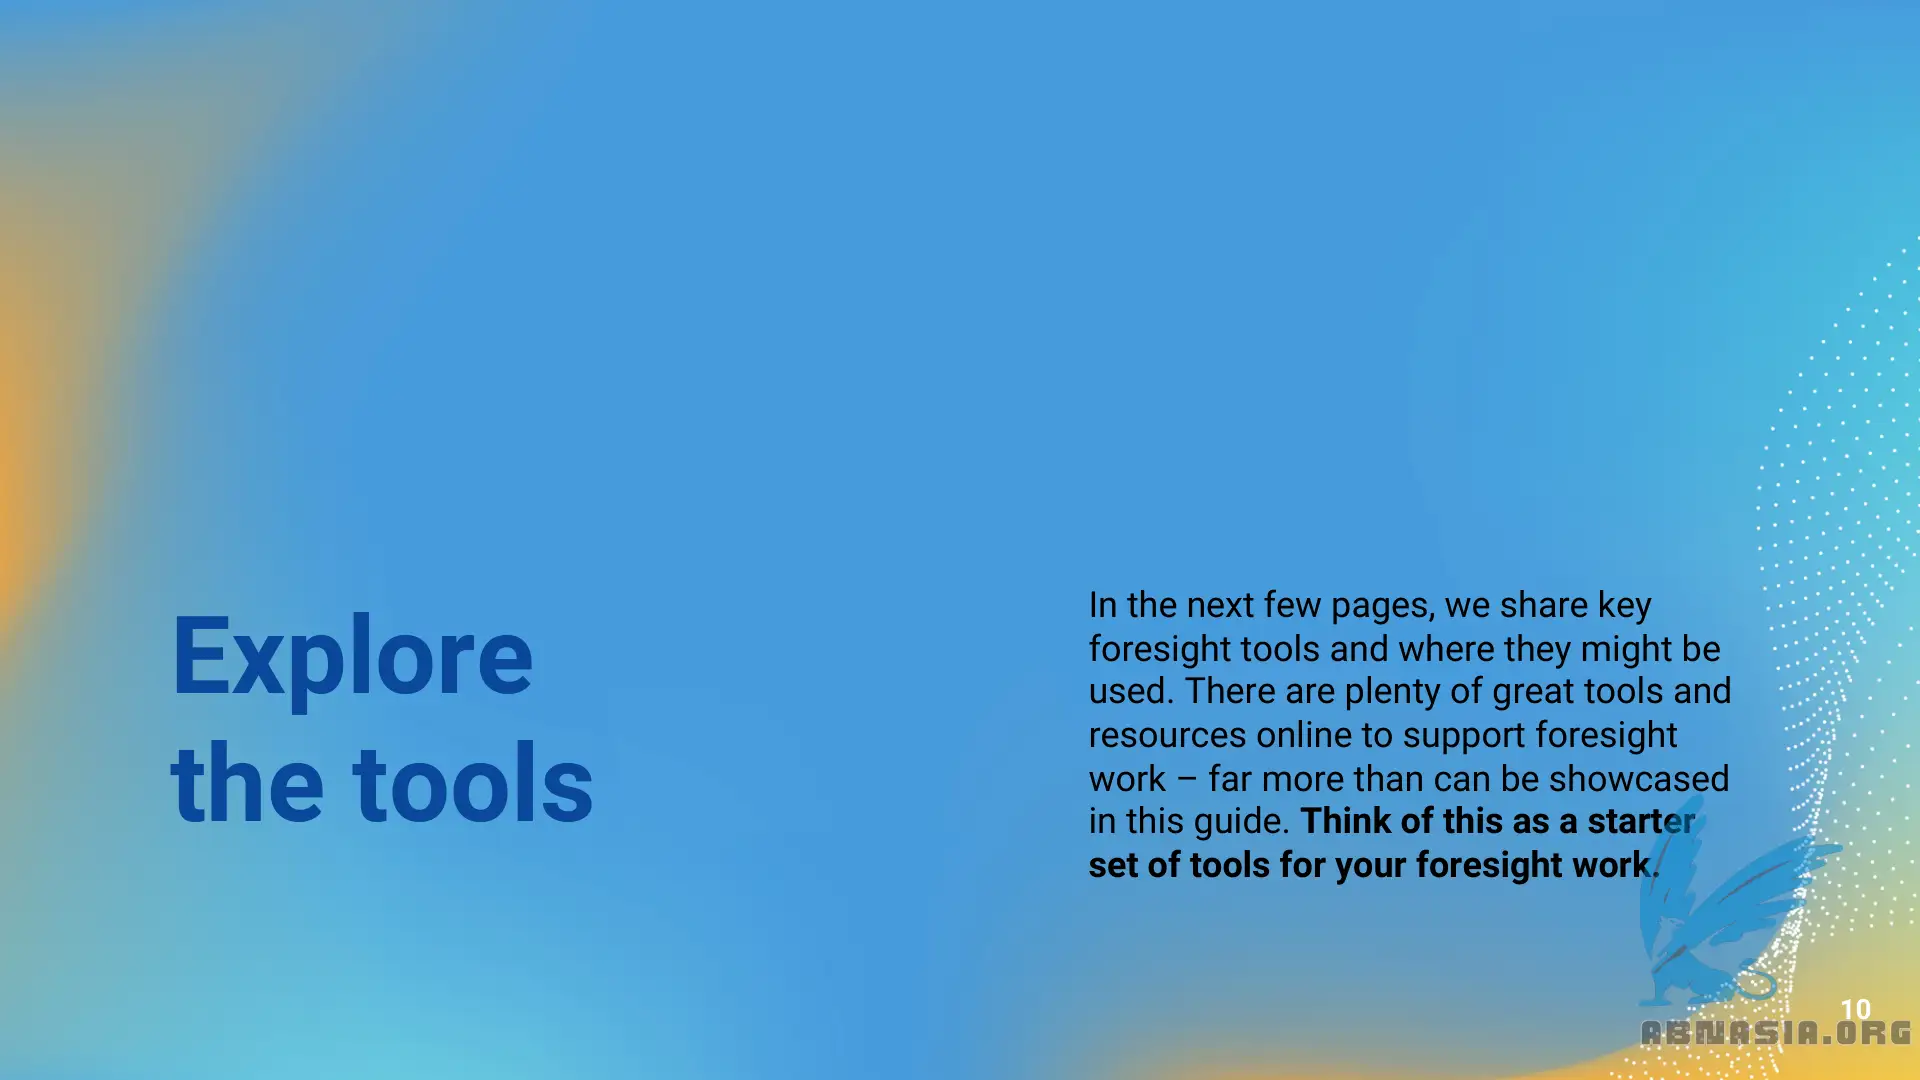 Explore
the tools
In the next few pages, we share key
foresight tools and where they might be
used. There are plenty of great tools and
resources online to support foresight
work – far more than can be showcased
in this guide. Think of this as a starter
set of tools for your foresight work.
10
ABNASIA.ORG